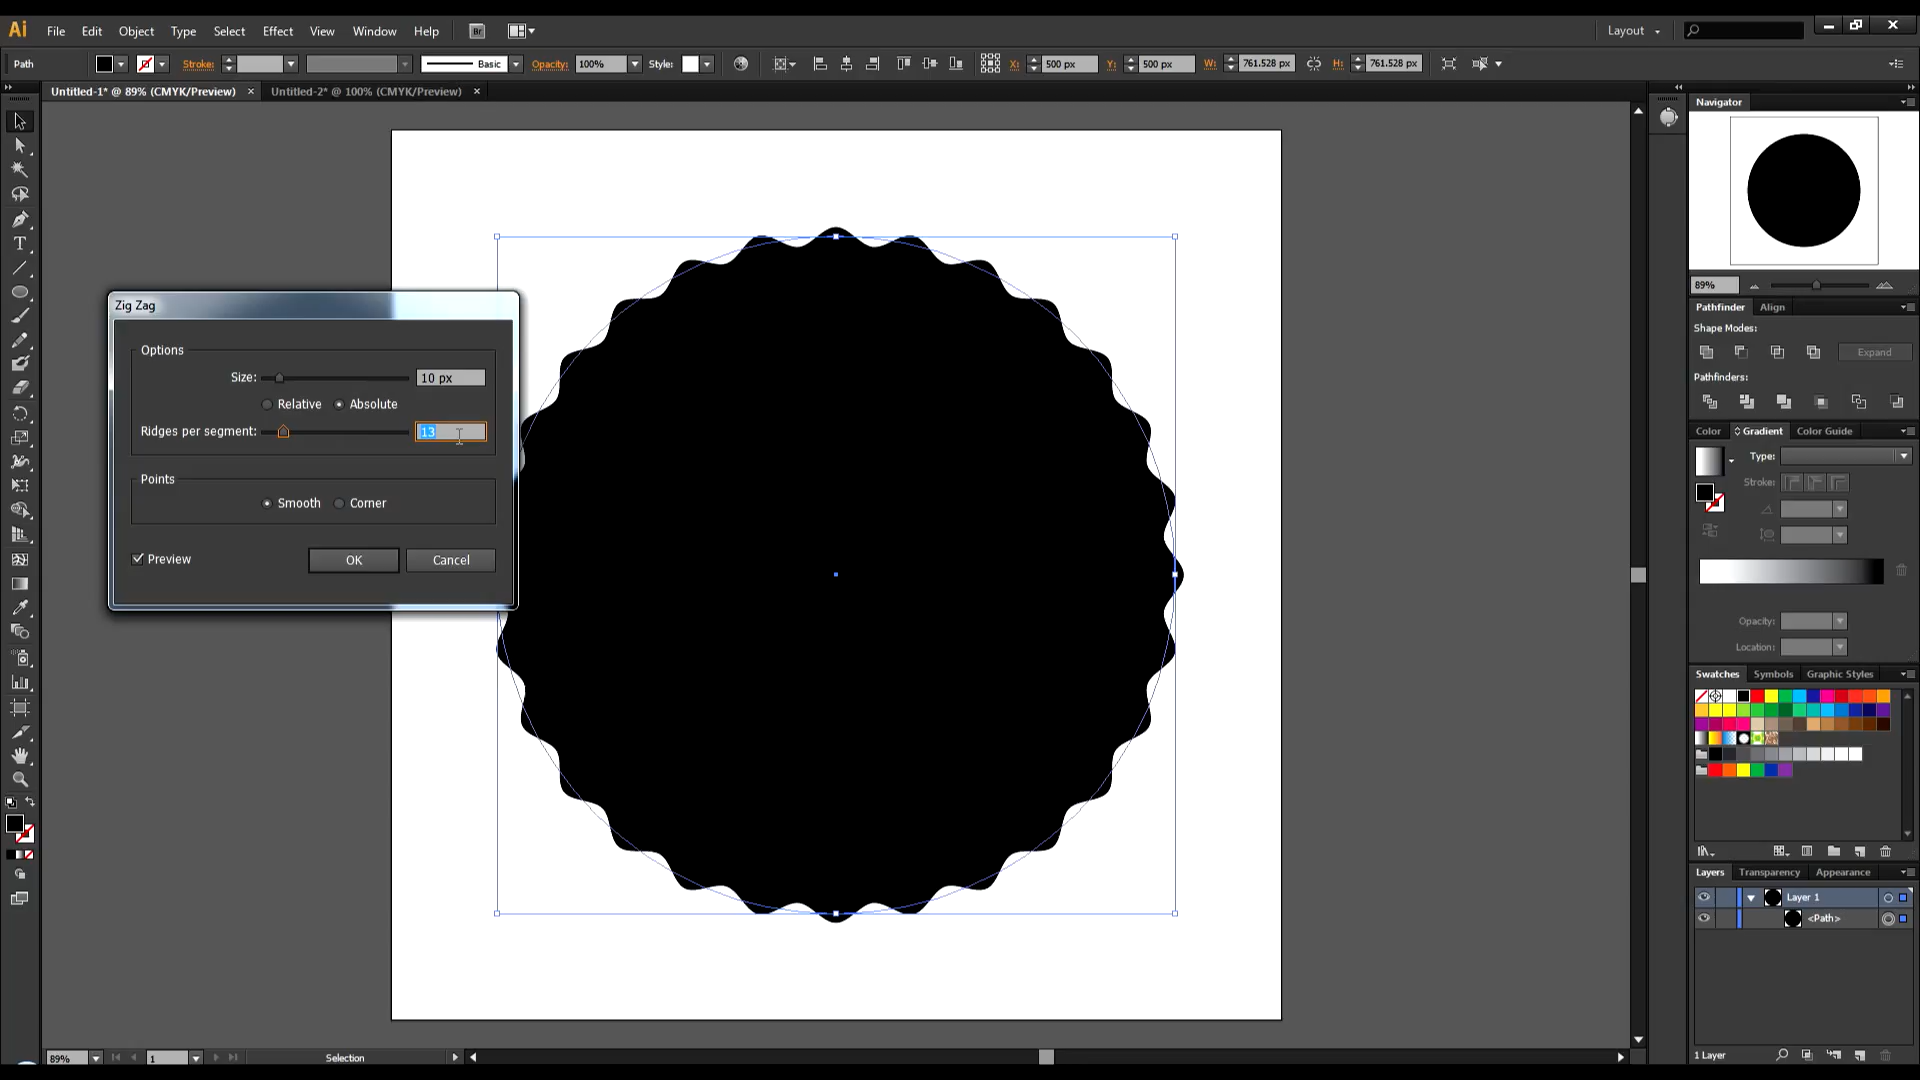 Ai File Edit Object Type Select Effect View Window Help Br Layout
Path Stroke: Basic Opacity: 100% Style: X: 500 px Y: 500 px W: 761.528 px H: 761.528 px
Untitled-1* @ 89% (CMYK/Preview) × Untitled-2* @ 100% (CMYK/Preview) ×
Navigator
89%
Zig Zag
Options
Size: 10 px
Relative Absolute
Ridges per segment: 13
Points
Smooth Corner
Preview OK Cancel
Pathfinder Align
Shape Modes:
Expand
Pathfinders:
Color Gradient Color Guide
Type:
Stroke:
Opacity:
Location:
Swatches Symbols Graphic Styles
Layers Transparency Appearance
Layer 1
<Path>
1 Layer
89% 1 Selection